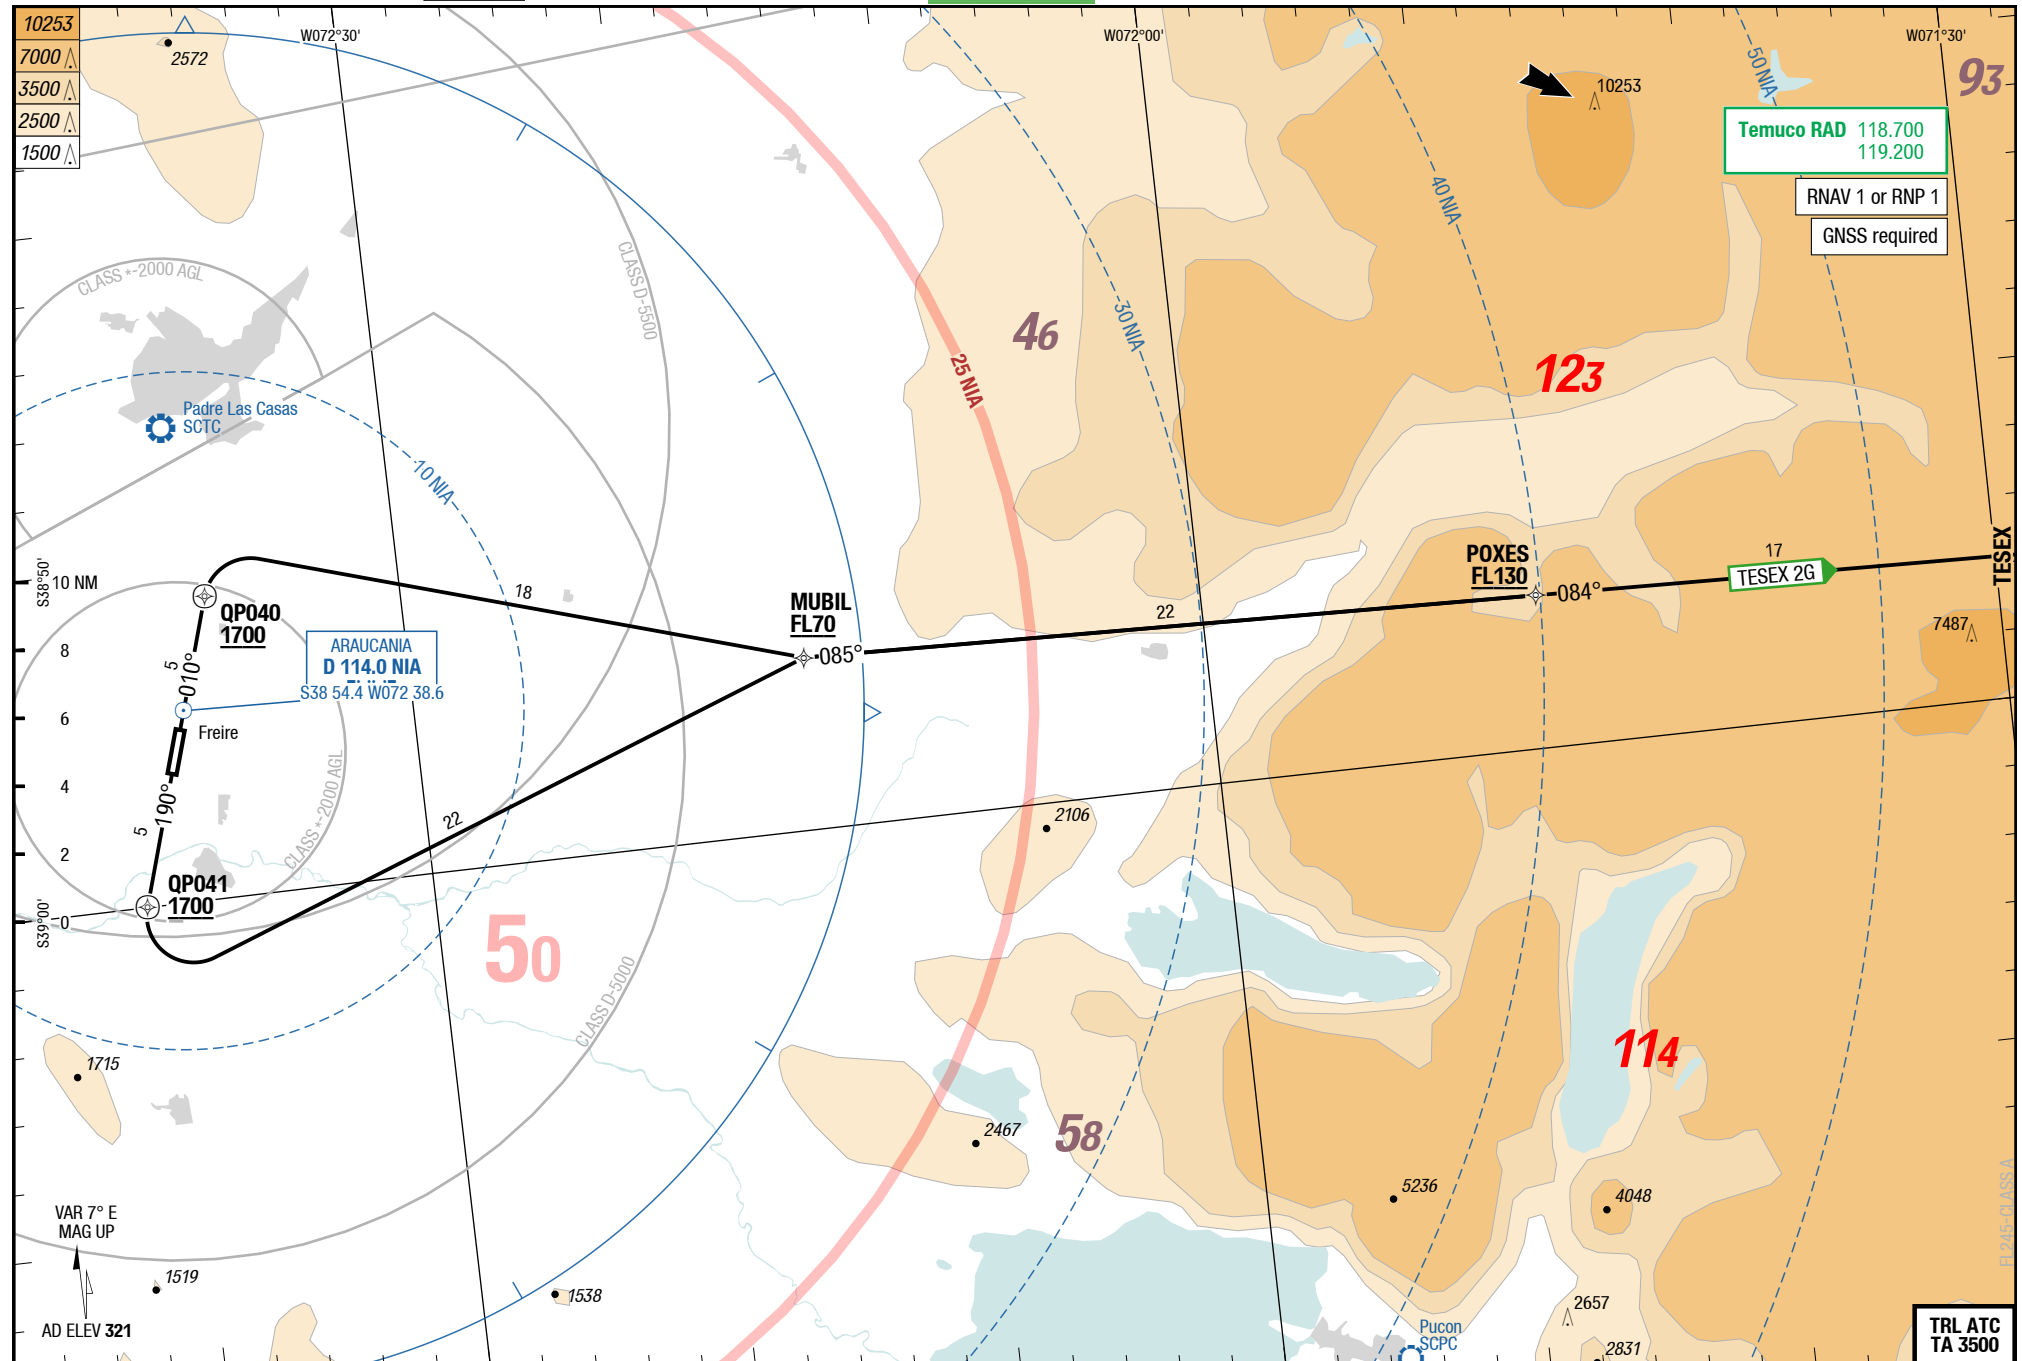 10253
7000
3500
2500
1500
2572
W072°30'
W072°00'
W071°30'
50 NIA
93
10253
Temuco RAD 118.700
119.200
RNAV 1 or RNP 1
GNSS required
40 NIA
CLASS *-2000 AGL
CLASS D-5500
30 NIA
46
25 NIA
123
Padre Las Casas
SCTC
10 NIA
S38°50'
10 NM
8
6
4
2
0
S39°00'
QP040
1700
18
MUBIL
FL70
085°
22
POXES
FL130
084°
17
TESEX 2G
TESEX
7487
5
010°
ARAUCANIA
D 114.0 NIA
S38 54.4 W072 38.6
Freire
190°
5
CLASS *-2000 AGL
22
2106
QP041
1700
50
CLASS D-5000
114
1715
2467
58
5236
4048
FL245-CLASS A
VAR 7° E
MAG UP
1519
1538
AD ELEV 321
2657
Pucon
SCPC
2831
TRL ATC
TA 3500